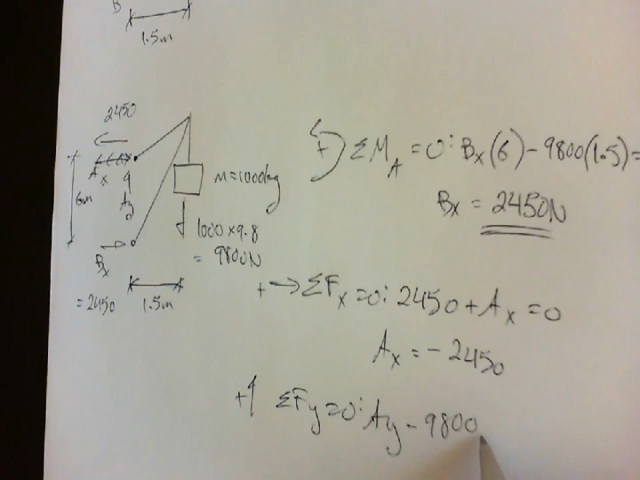 B
1.5m
2450
Ax
Ay
6m
m=1000kg
1000×9.8
= 9800N
Bx
=2450
1.5m
+ ΣM_A =0: Bx(6) - 9800(1.5)=
Bx = 2450N
+→ΣFx=0: 2450+Ax=0
Ax=-2450
+↑ ΣFy=0: Ay-9800